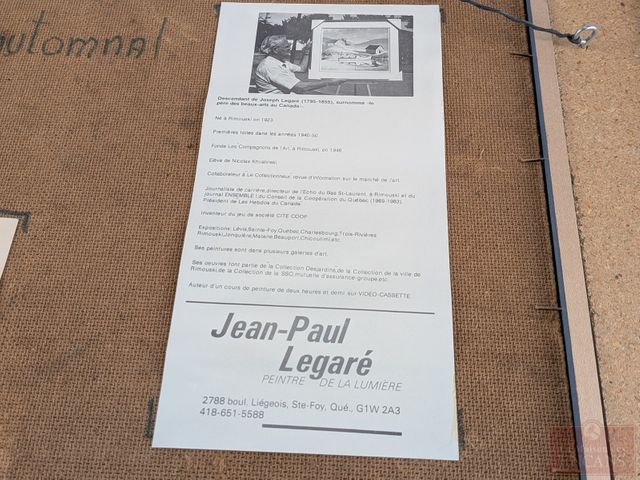 automnal
Descendant de Joseph Legaré (1795-1855), surnommé «le
père des beaux-arts au Canada»
Né à Rimouski en 1923
Premières toiles dans les années 1940-50
Fonde Les Compagnons de l'Art, à Rimouski, en 1946
Élève de Nicolas
Collaborateur à Le Collectionneur, revue d'information sur le marché de l'art.
Journaliste de carrière,directeur de l'Echo du Bas St-Laurent, à Rimouski et du
journal ENSEMBLE ! du Conseil de la Coopération du Québec (1969-1983).
Président de Les Hebdos du Canada
Inventeur du jeu de société CITE COOP
Expositions: Lévis,Sainte-Foy,Québec,Charlesbourg,Trois-Rivières
Rimouski,Jonquière,Matane,Beauport,Chicoutimi,etc.
Ses peintures sont dans plusieurs galeries d'art.
Ses oeuvres font partie de la Collection Desjardins,de la Collection de la ville de
Rimouski,de la Collection de la SSQ,mutuelle d'assurance-groupe,etc.
Auteur d'un cours de peinture de deux heures et demi sur VIDEO-CASSETTE
Jean-Paul
Legaré
PEINTRE DE LA LUMIÈRE
2788 boul. Liégeois, Ste-Foy, Qué., G1W 2A3
418-651-5588